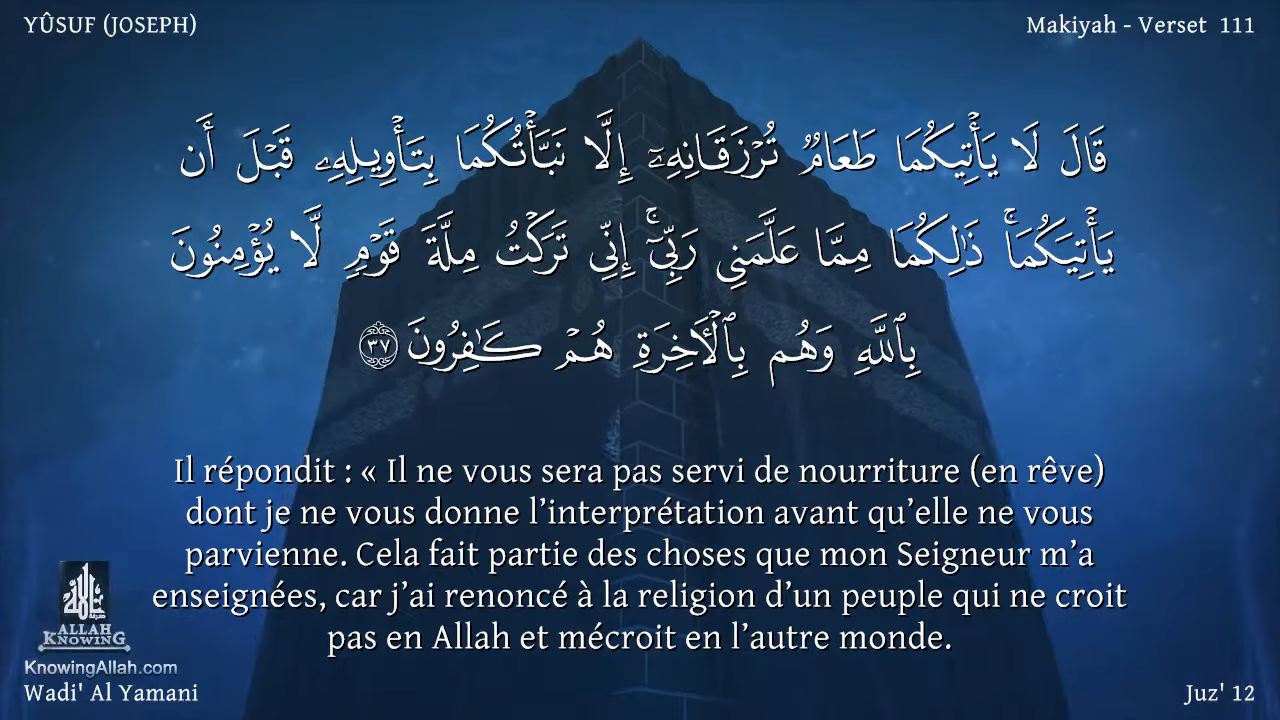 YÛSUF (JOSEPH)
Makiyah - Verset 111
قَالَ لَا يَأْتِيكُمَا طَعَامٌ تُرْزَقَانِهِۦٓ إِلَّا نَبَّأْتُكُمَا بِتَأْوِيلِهِۦ قَبْلَ أَن
يَأْتِيَكُمَا ۚ ذَٰلِكُمَا مِمَّا عَلَّمَنِى رَبِّىٓ ۚ إِنِّى تَرَكْتُ مِلَّةَ قَوْمٍ لَّا يُؤْمِنُونَ
بِٱللَّهِ وَهُم بِٱلْـَٔاخِرَةِ هُمْ كَـٰفِرُونَ ٣٧
Il répondit : « Il ne vous sera pas servi de nourriture (en rêve)
dont je ne vous donne l’interprétation avant qu’elle ne vous
parvienne. Cela fait partie des choses que mon Seigneur m’a
enseignées, car j’ai renoncé à la religion d’un peuple qui ne croit
pas en Allah et mécroit en l’autre monde.
ALLAH
KNOWING
KnowingAllah.com
Wadi' Al Yamani
Juz' 12